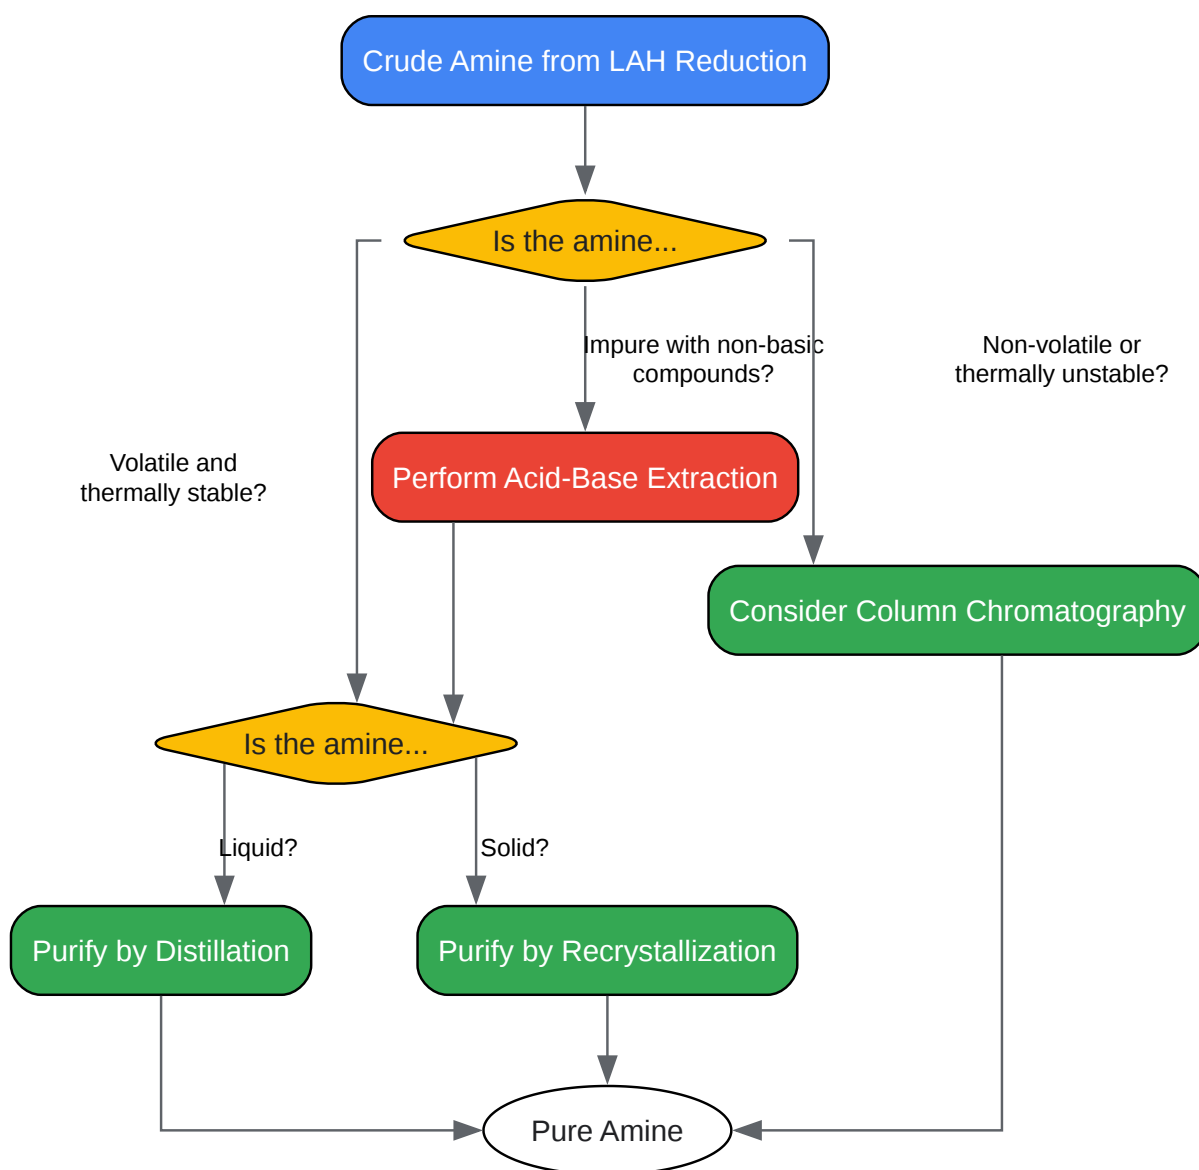 Crude Amine from LAH Reduction
Is the amine...
Impure with non-basic
compounds?
Non-volatile or
thermally unstable?
Volatile and
thermally stable?
Perform Acid-Base Extraction
Consider Column Chromatography
Is the amine...
Liquid?
Solid?
Purify by Distillation
Purify by Recrystallization
Pure Amine